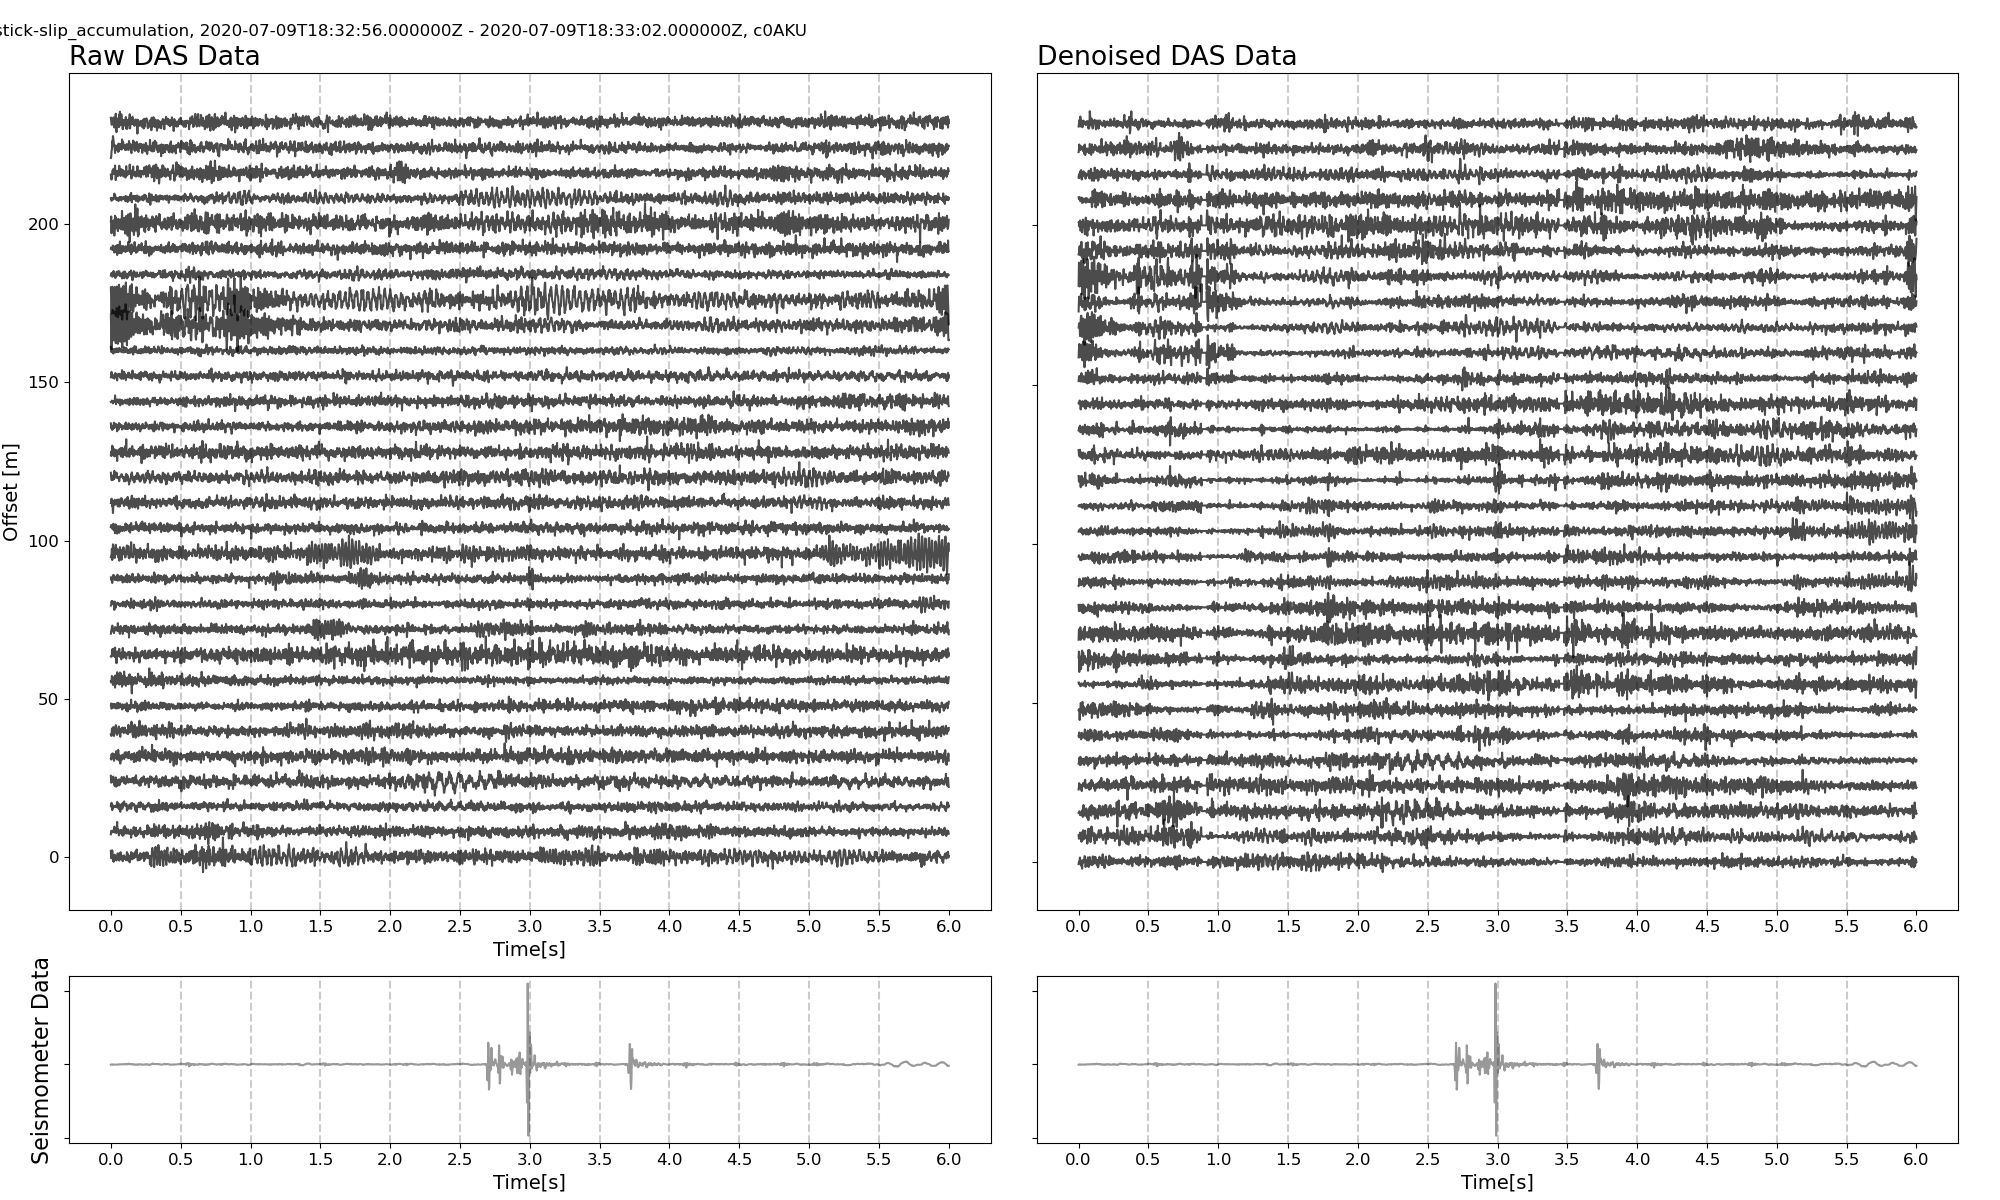 stick-slip_accumulation, 2020-07-09T18:32:56.000000Z - 2020-07-09T18:33:02.000000Z, c0AKU
Raw DAS Data
Denoised DAS Data
Offset [m]
200
150
100
50
0
0.0 0.5 1.0 1.5 2.0 2.5 3.0 3.5 4.0 4.5 5.0 5.5 6.0
Time[s]
0.0 0.5 1.0 1.5 2.0 2.5 3.0 3.5 4.0 4.5 5.0 5.5 6.0
Seismometer Data
0.0 0.5 1.0 1.5 2.0 2.5 3.0 3.5 4.0 4.5 5.0 5.5 6.0
Time[s]
0.0 0.5 1.0 1.5 2.0 2.5 3.0 3.5 4.0 4.5 5.0 5.5 6.0
Time[s]